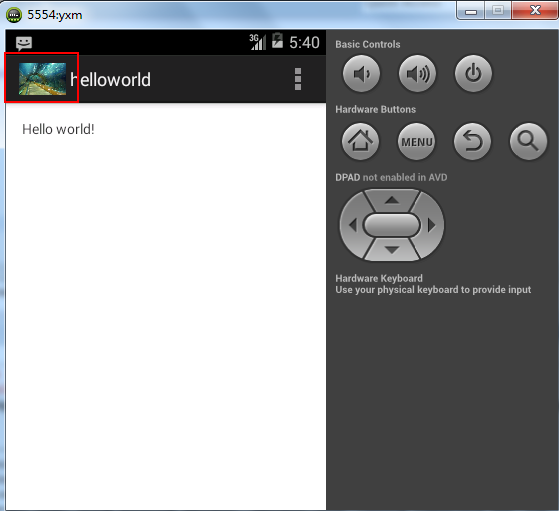 5554:yxm
3G 5:40
helloworld
Hello world!
Basic Controls
Hardware Buttons
MENU
DPAD not enabled in AVD
Hardware Keyboard
Use your physical keyboard to provide input